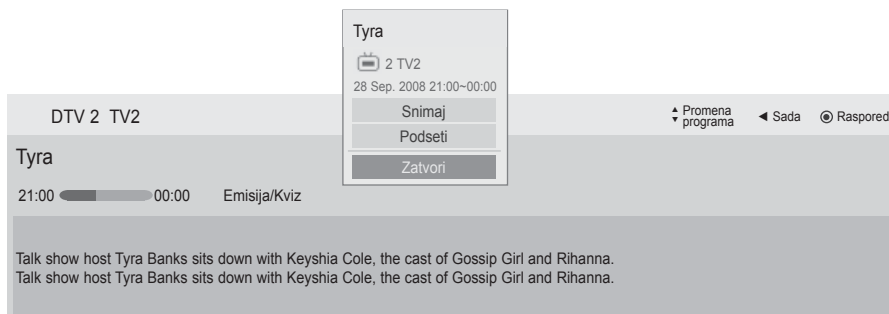 Tyra
2 TV2
28 Sep. 2008 21:00~00:00
Snimaj
Podseti
Zatvori
DTV 2 TV2
Promena
programa
Sada
Raspored
Tyra
21:00 00:00 Emisija/Kviz
Talk show host Tyra Banks sits down with Keyshia Cole, the cast of Gossip Girl and Rihanna.
Talk show host Tyra Banks sits down with Keyshia Cole, the cast of Gossip Girl and Rihanna.